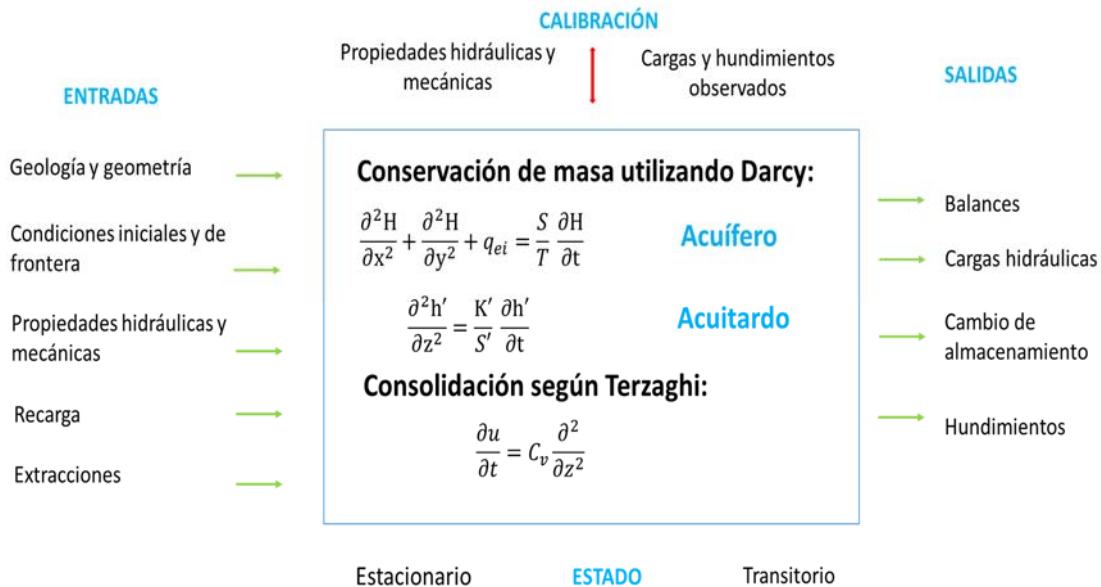 CALIBRACIÓN
Propiedades hidráulicas y
mecánicas
Cargas y hundimientos
observados
ENTRADAS
Geología y geometría
Condiciones iniciales y de
frontera
Propiedades hidráulicas y
mecánicas
Recarga
Extracciones
Conservación de masa utilizando Darcy:
∂²H/∂x² + ∂²H/∂y² + q_{ei} = S/T ∂H/∂t
Acuífero
∂²h′/∂z² = K′/S′ ∂h′/∂t
Acuitardo
Consolidación según Terzaghi:
∂u/∂t = C_v ∂²/∂z²
SALIDAS
Balances
Cargas hidráulicas
Cambio de
almacenamiento
Hundimientos
Estacionario
ESTADO
Transitorio